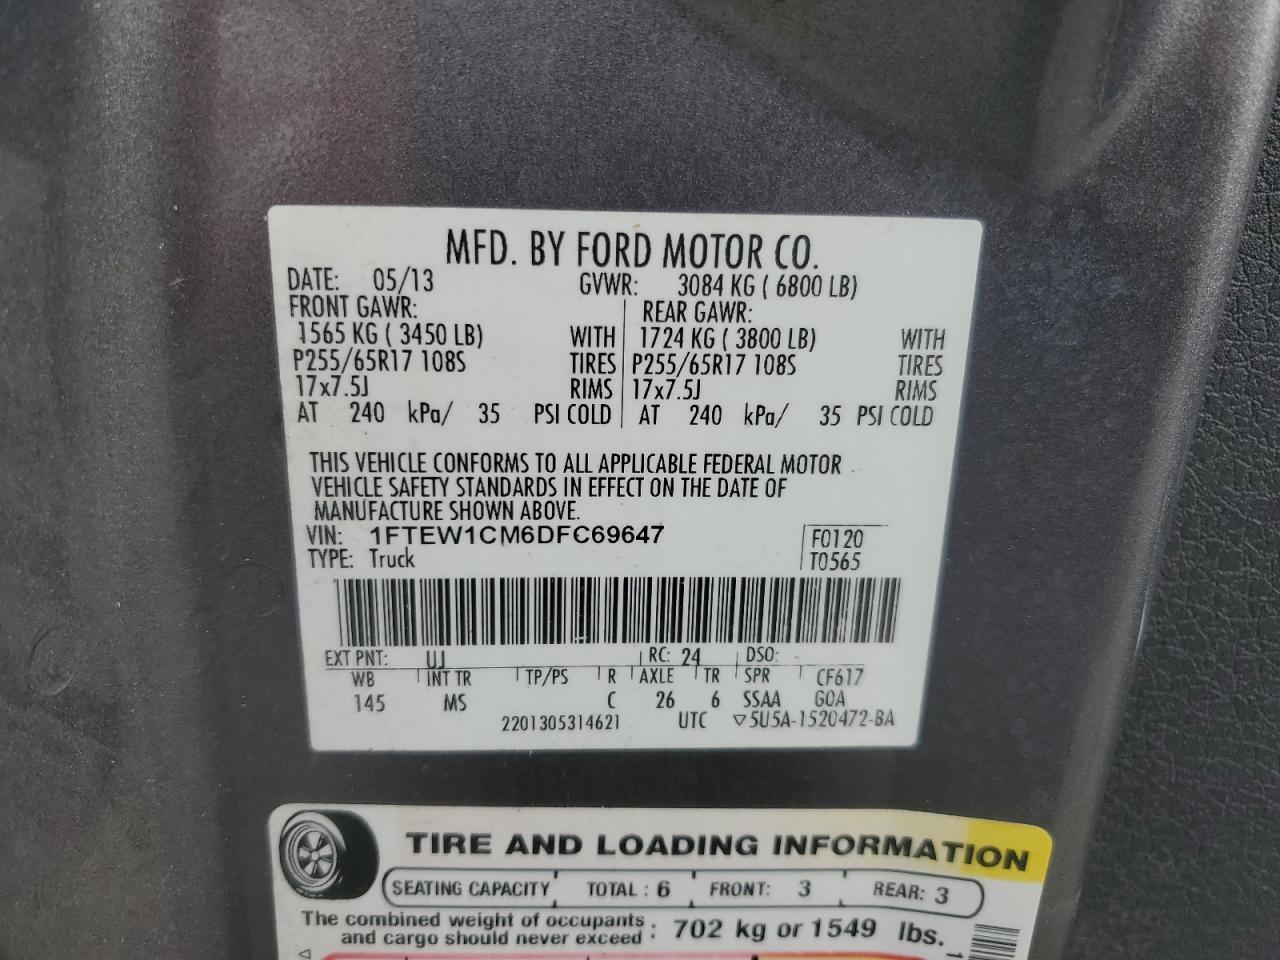 MFD. BY FORD MOTOR CO.
DATE: 05/13 GVWR: 3084 KG ( 6800 LB)
FRONT GAWR: REAR GAWR:
1565 KG ( 3450 LB) WITH 1724 KG ( 3800 LB) WITH
P255/65R17 108S TIRES P255/65R17 108S TIRES
17x7.5J RIMS 17x7.5J RIMS
AT 240 kPa/ 35 PSI COLD AT 240 kPa/ 35 PSI COLD
THIS VEHICLE CONFORMS TO ALL APPLICABLE FEDERAL MOTOR
VEHICLE SAFETY STANDARDS IN EFFECT ON THE DATE OF
MANUFACTURE SHOWN ABOVE.
VIN: 1FTEW1CM6DFC69647 F0120
TYPE: Truck T0565
EXT PNT: UJ RC: 24 DSO:
WB INT TR TP/PS R AXLE TR SPR CF617
145 MS C 26 6 SSAA GOA
2201305314621 UTC ▽5U5A-1520472-BA
TIRE AND LOADING INFORMATION
SEATING CAPACITY TOTAL : 6 FRONT: 3 REAR: 3
The combined weight of occupants
and cargo should never exceed : 702 kg or 1549 lbs.